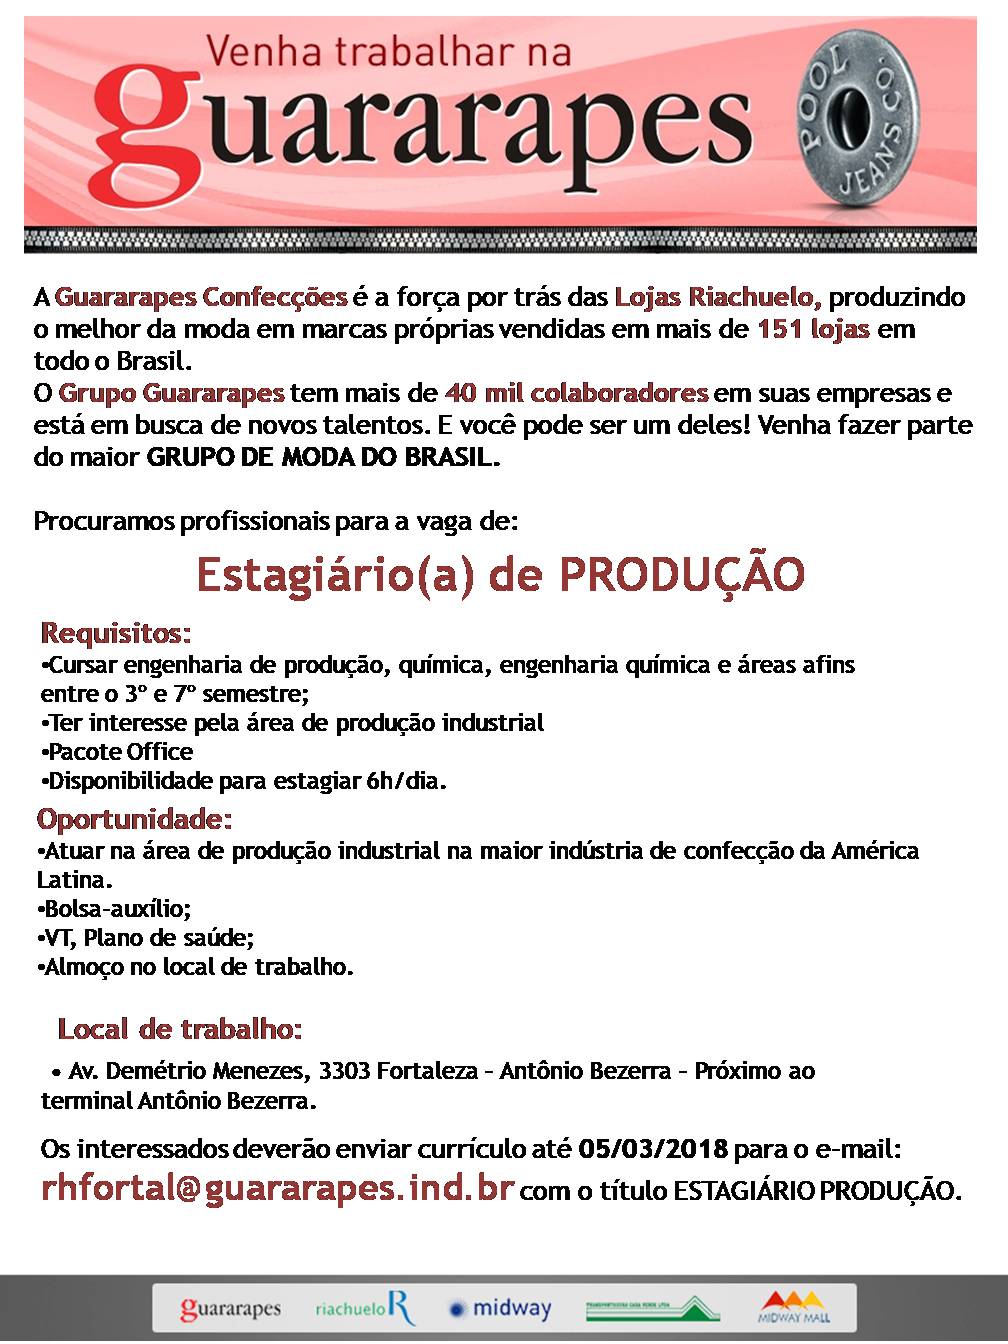 Venha trabalhar na
guararapes
POOL
JEANS CO.
A Guararapes Confecções é a força por trás das Lojas Riachuelo, produzindo
o melhor da moda em marcas próprias vendidas em mais de 151 lojas em
todo o Brasil.
O Grupo Guararapes tem mais de 40 mil colaboradores em suas empresas e
está em busca de novos talentos. E você pode ser um deles! Venha fazer parte
do maior GRUPO DE MODA DO BRASIL.
Procuramos profissionais para a vaga de:
Estagiário(a) de PRODUÇÃO
Requisitos:
•Cursar engenharia de produção, química, engenharia química e áreas afins
entre o 3º e 7º semestre;
•Ter interesse pela área de produção industrial
•Pacote Office
•Disponibilidade para estagiar 6h/dia.
Oportunidade:
•Atuar na área de produção industrial na maior indústria de confecção da América
Latina.
•Bolsa-auxílio;
•VT, Plano de saúde;
•Almoço no local de trabalho.
Local de trabalho:
• Av. Demétrio Menezes, 3303 Fortaleza – Antônio Bezerra – Próximo ao
terminal Antônio Bezerra.
Os interessados deverão enviar currículo até 05/03/2018 para o e-mail:
rhfortal@guararapes.ind.br com o título ESTAGIÁRIO PRODUÇÃO.
guararapes riachuelo R midway TRANSPORTADORA CASA VERDE LTDA MIDWAY MALL